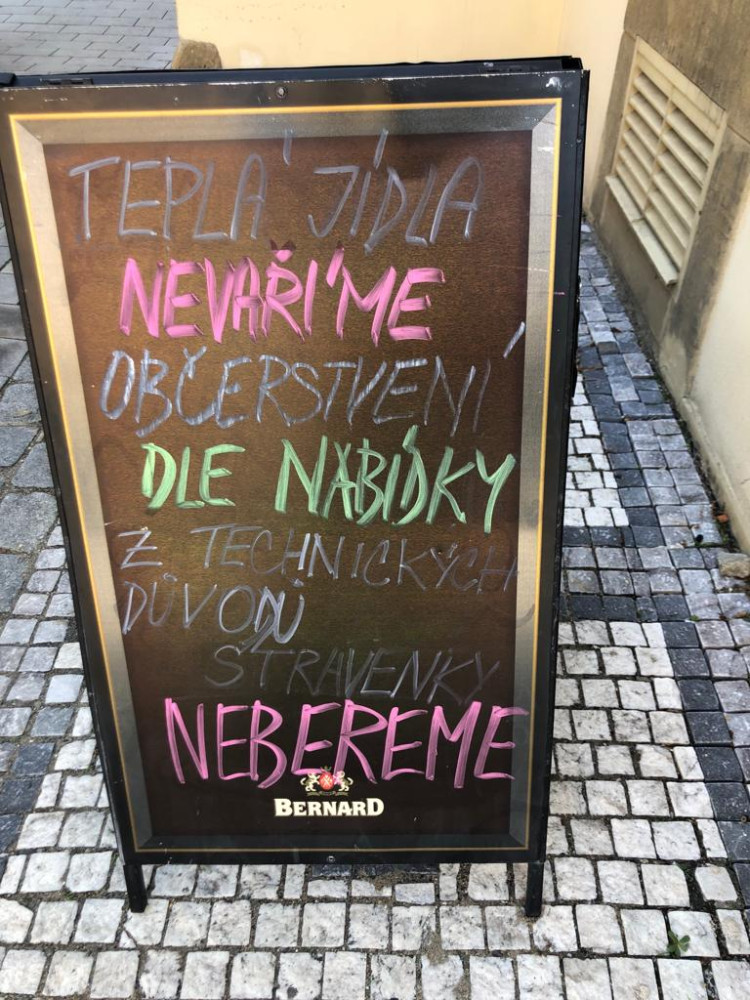 TEPLÁ JÍDLA
NEVAŘÍME
OBČERSTVENÍ
DLE NABÍDKY
Z TECHNICKÝCH
DŮVODŮ
STRAVENKY
NEBEREME
BERNARD